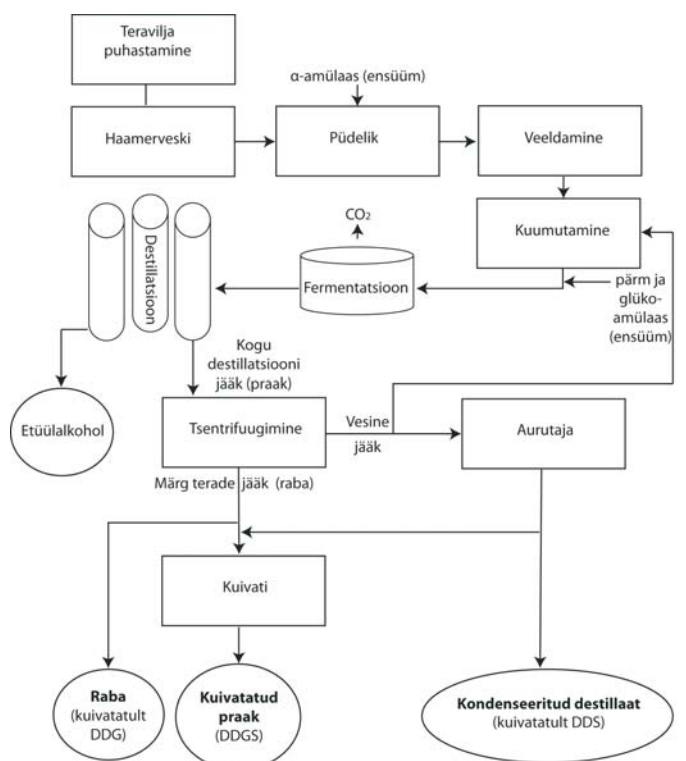 Teravilja
puhastamine
α-amülaas (ensüüm)
Haamerveski
Püdelik
Veeldamine
CO₂
Kuumutamine
Destillatsioon
Fermentatsioon
pärm ja
glüko-
amülaas
(ensüüm)
Kogu
destillatsiooni
jääk (praak)
Etüülalkohol
Tsentrifuugimine
Vesine
jääk
Aurutaja
Märg terade jääk (raba)
Kuivati
Raba
(kuivatatult
DDG)
Kuivatatud
praak
(DDGS)
Kondenseeritud destillaat
(kuivatatult DDS)